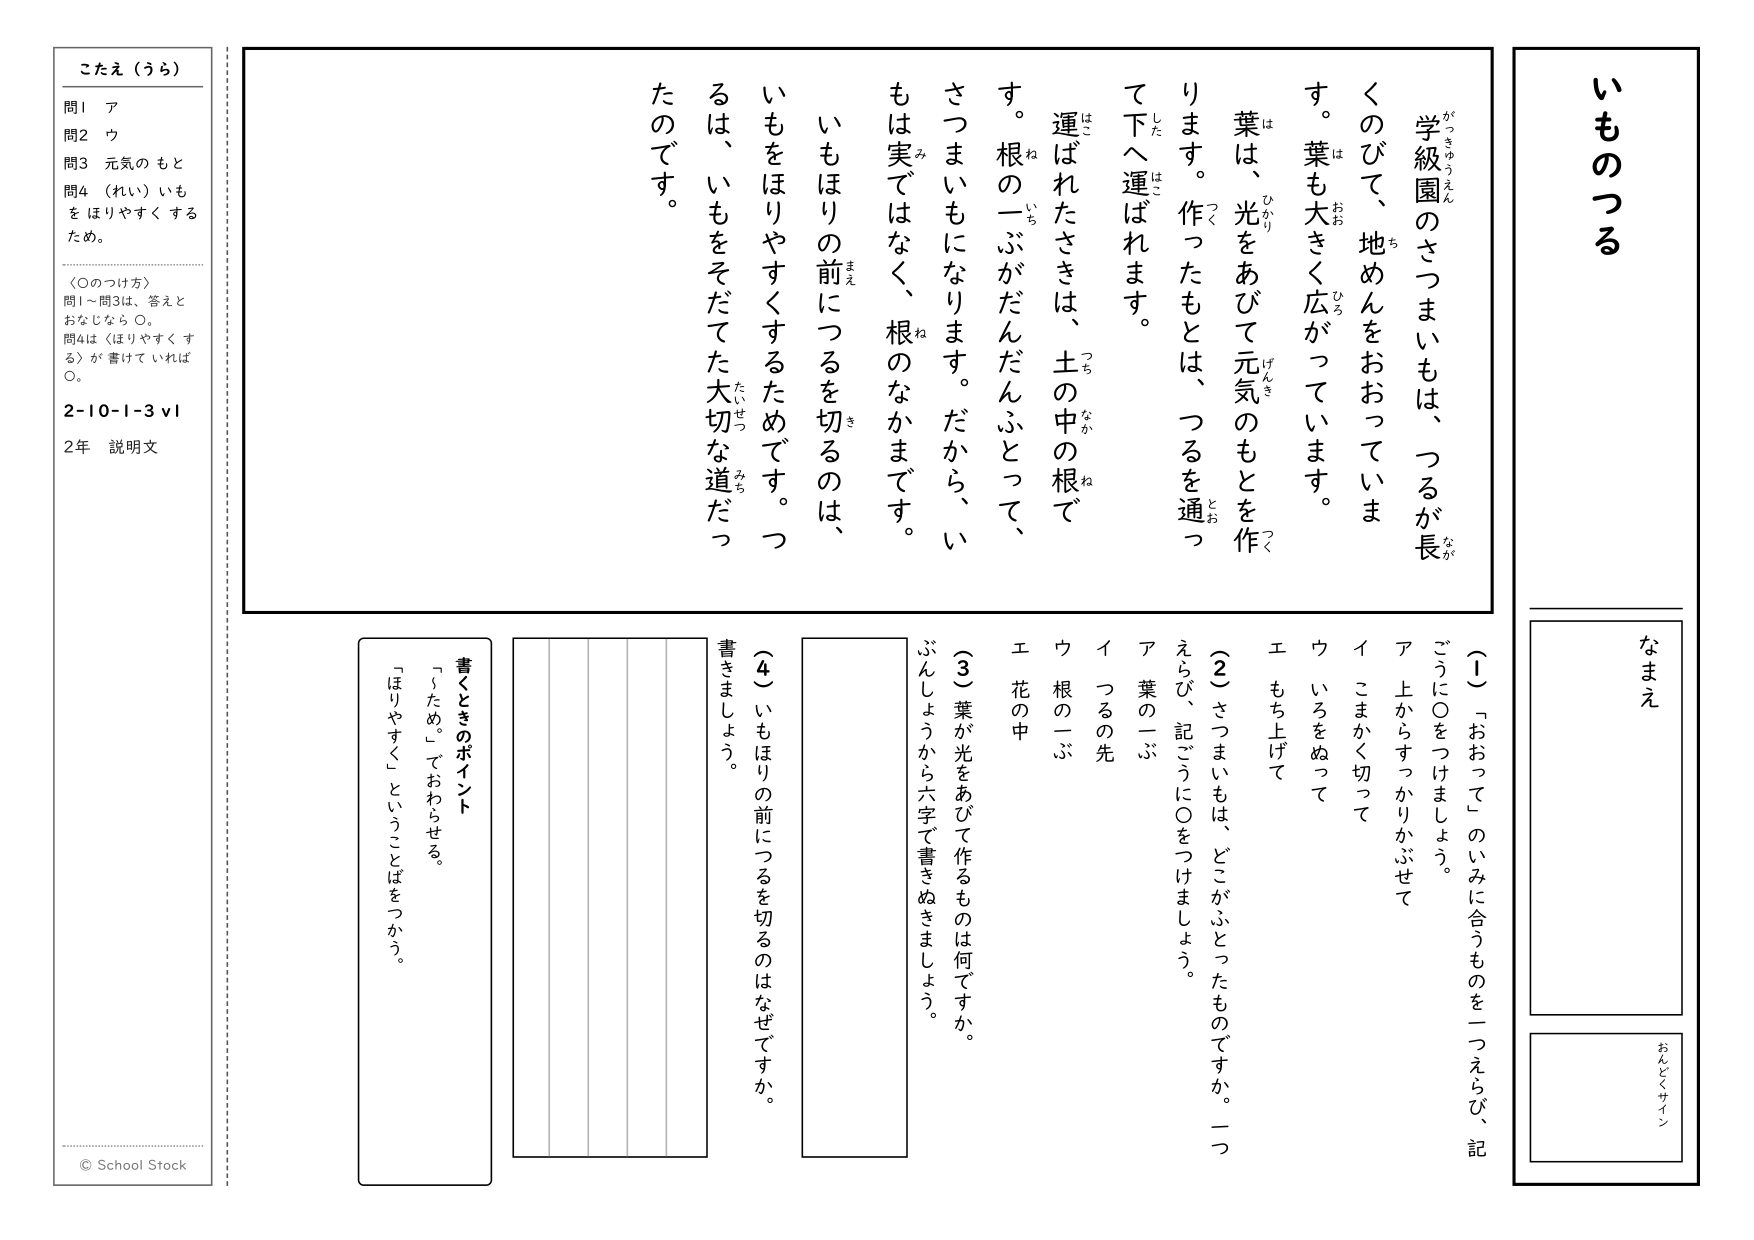 いものつる
なまえ
おんどくサイン
学級園のさつまいもは、つるが長
くのびて、地めんをおおっていま
す。葉も大きく広がっています。
葉は、光をあびて元気のもとを作
ります。作ったもとは、つるを通っ
て下へ運ばれます。
運ばれたさきは、土の中の根で
す。根の一ぶがだんだんふとって、
さつまいもになります。だから、い
もは実ではなく、根のなかまです。
いもほりの前につるを切るのは、
いもをほりやすくするためです。つ
るは、いもをそだてた大切な道だっ
たのです。
(1)「おおって」のいみに合うものを一つえらび、記
ごうに〇をつけましょう。
ア 上からすっかりかぶせて
イ こまかく切って
ウ いろをぬって
エ もち上げて
(2)さつまいもは、どこがふとったものですか。一つ
えらび、記ごうに〇をつけましょう。
ア 葉の一ぶ
イ つるの先
ウ 根の一ぶ
エ 花の中
(3)葉が光をあびて作るものは何ですか。
ぶんしょうから六字で書きぬきましょう。
(4)いもほりの前につるを切るのはなぜですか。
書きましょう。
書くときのポイント
「〜ため。」でおわらせる。
「ほりやすく」ということばをつかう。
こたえ（うら）
問1 ア
問2 ウ
問3 元気の もと
問4 （れい）いも
を ほりやすく する
ため。
〈〇のつけ方〉
問1〜問3は、答えと
おなじなら 〇。
問4は〈ほりやすく す
る〉が 書けて いれば
〇。
2-10-1-3 v1
2年 説明文
© School Stock